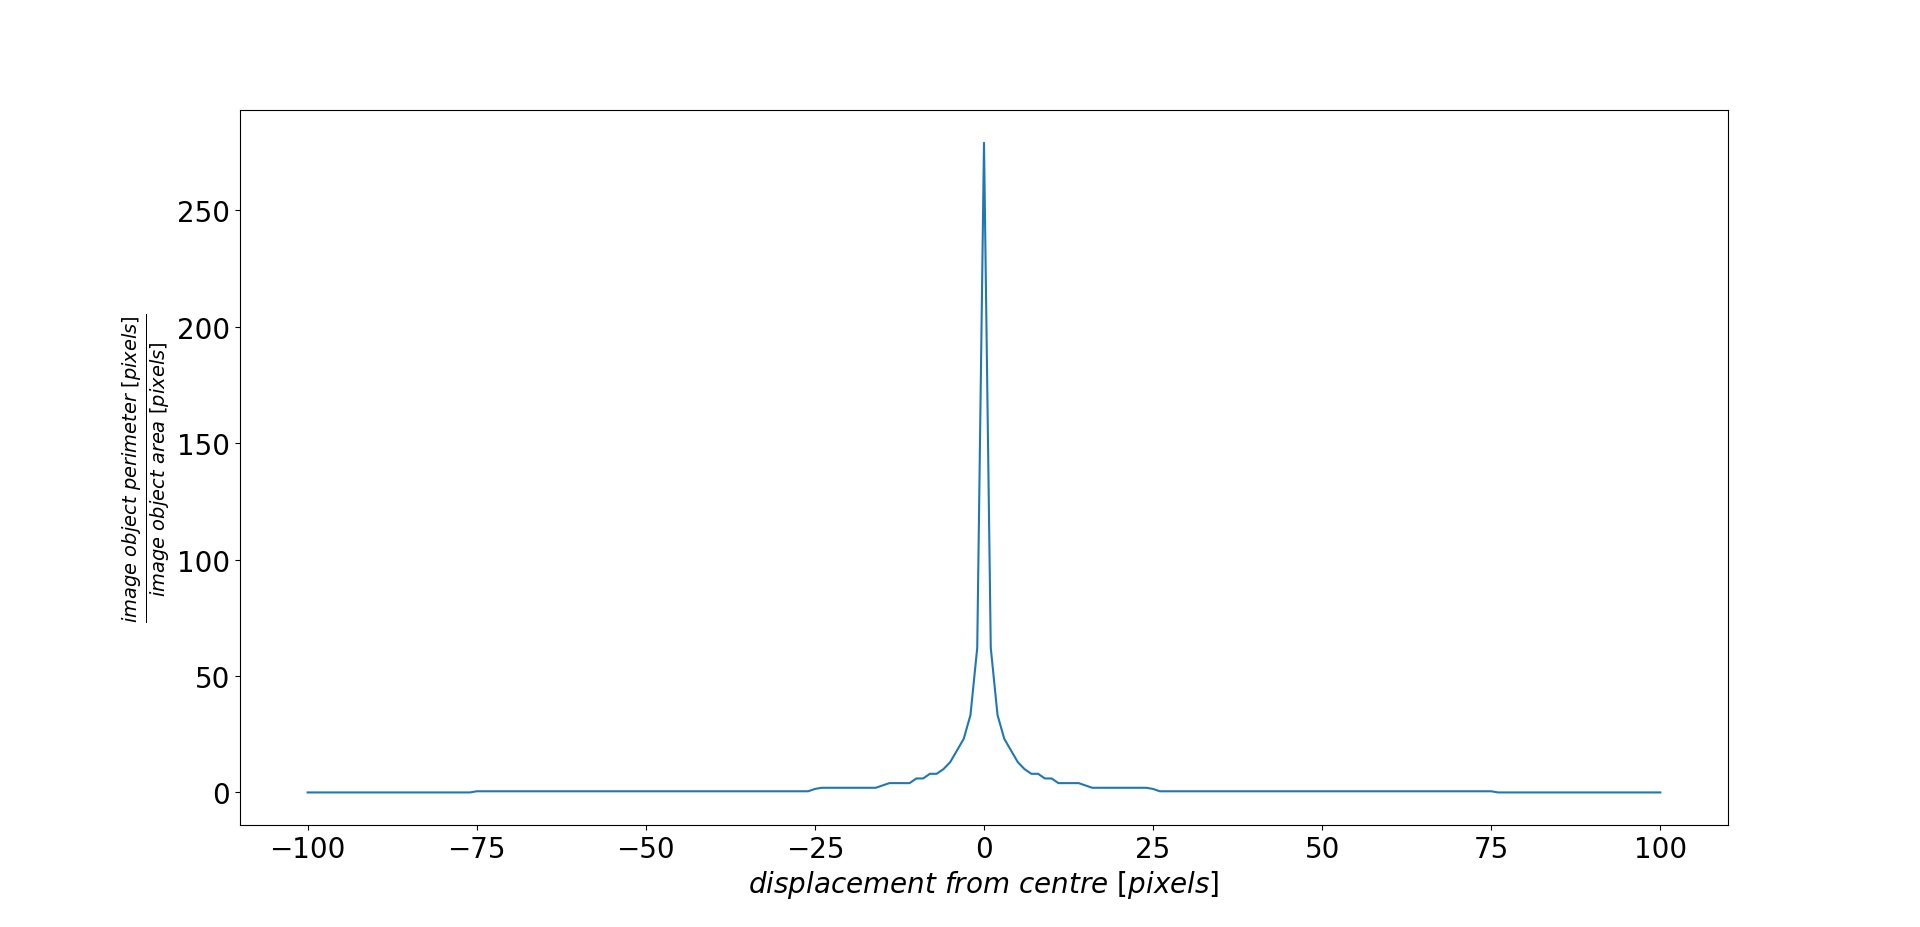 image object perimeter [pixels]
image object area [pixels]
250
200
150
100
50
0
−100 −75 −50 −25 0 25 50 75 100
displacement from centre [pixels]